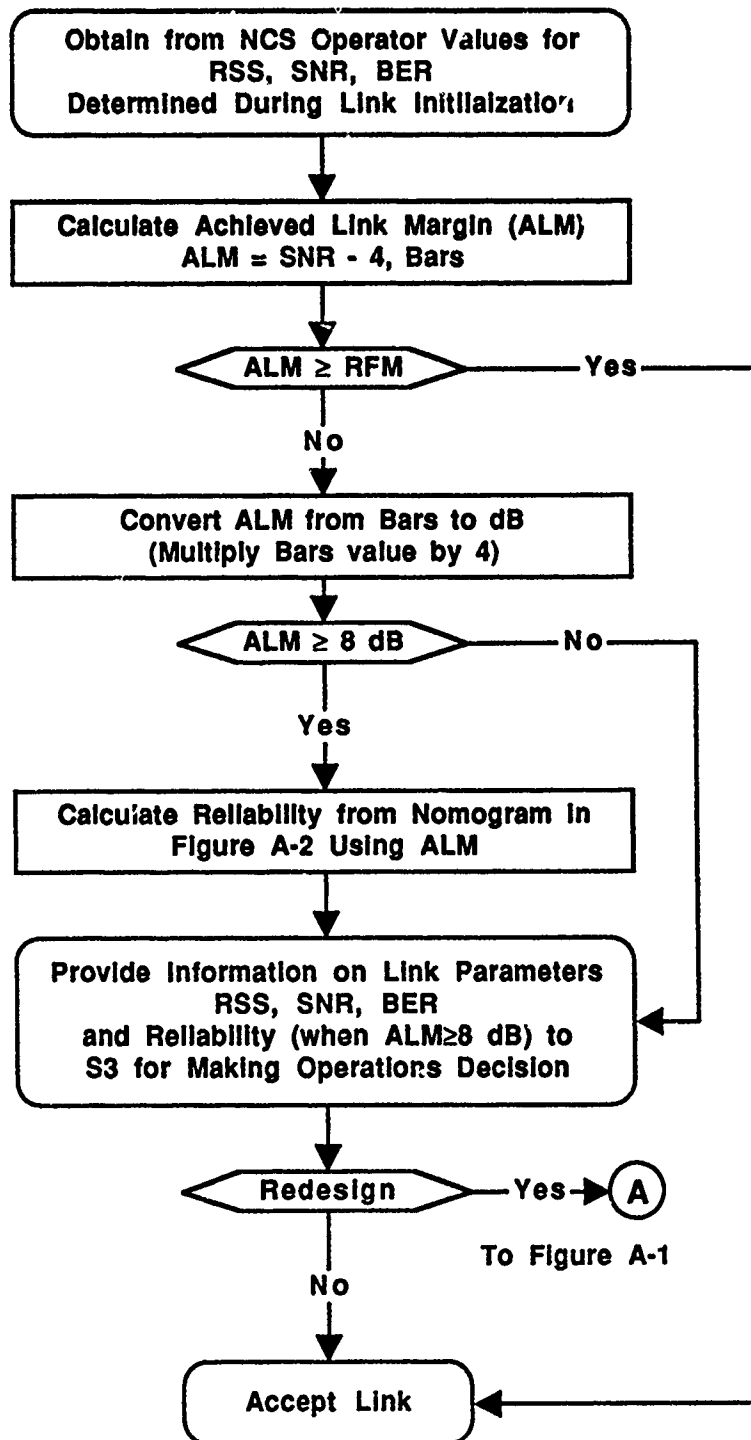 Obtain from NCS Operator Values for
RSS, SNR, BER
Determined During Link Initilaization
Calculate Achieved Link Margin (ALM)
ALM = SNR - 4, Bars
ALM ≥ RFM
Yes
No
Convert ALM from Bars to dB
(Multiply Bars value by 4)
ALM ≥ 8 dB
No
Yes
Calculate Reliability from Nomogram in
Figure A-2 Using ALM
Provide Information on Link Parameters
RSS, SNR, BER
and Reliability (when ALM≥8 dB) to
S3 for Making Operations Decision
Redesign
Yes
A
To Figure A-1
No
Accept Link